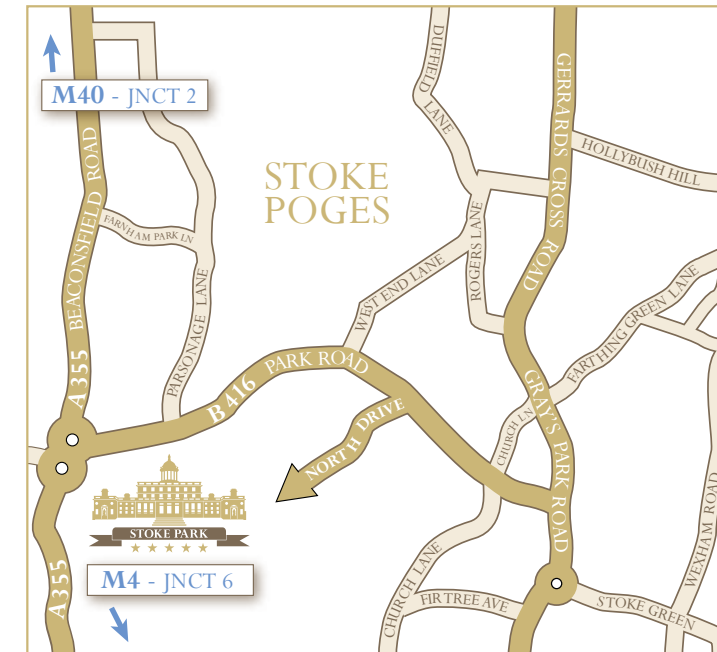 M40 - JNCT 2
DUFFIELD
LANE
GERRARDS CROSS
ROAD
HOLLYBUSH HILL
BEACONSFIELD ROAD
A355
STOKE
POGES
FARNHAM PARK LN
PARSONAGE LANE
ROGERS LANE
WEST END LANE
FARTHING GREEN LANE
B416 PARK ROAD
NORTH DRIVE
GRAY'S PARK ROAD
CHURCH LN
WEXHAM ROAD
STOKE PARK
M4 - JNCT 6
A355
CHURCH LANE
FIR TREE AVE
STOKE GREEN